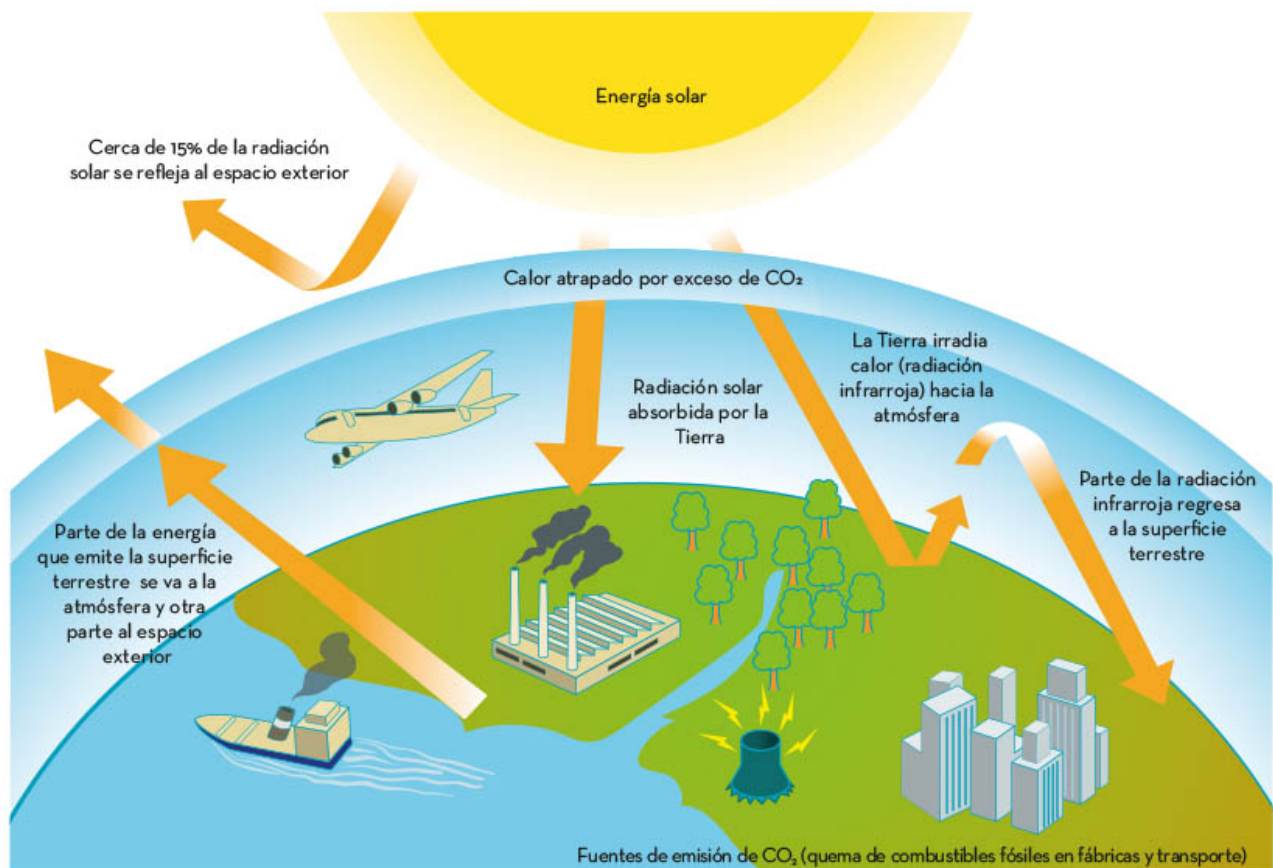 Energía solar
Cerca de 15% de la radiación
solar se refleja al espacio exterior
Calor atrapado por exceso de CO₂
La Tierra irradia
calor (radiación
infrarroja) hacia la
atmósfera
Radiación solar
absorbida por la
Tierra
Parte de la radiación
infrarroja regresa
a la superficie
terrestre
Parte de la energía
que emite la superficie
terrestre se va a la
atmósfera y otra
parte al espacio
exterior
Fuentes de emisión de CO₂ (quema de combustibles fósiles en fábricas y transporte)